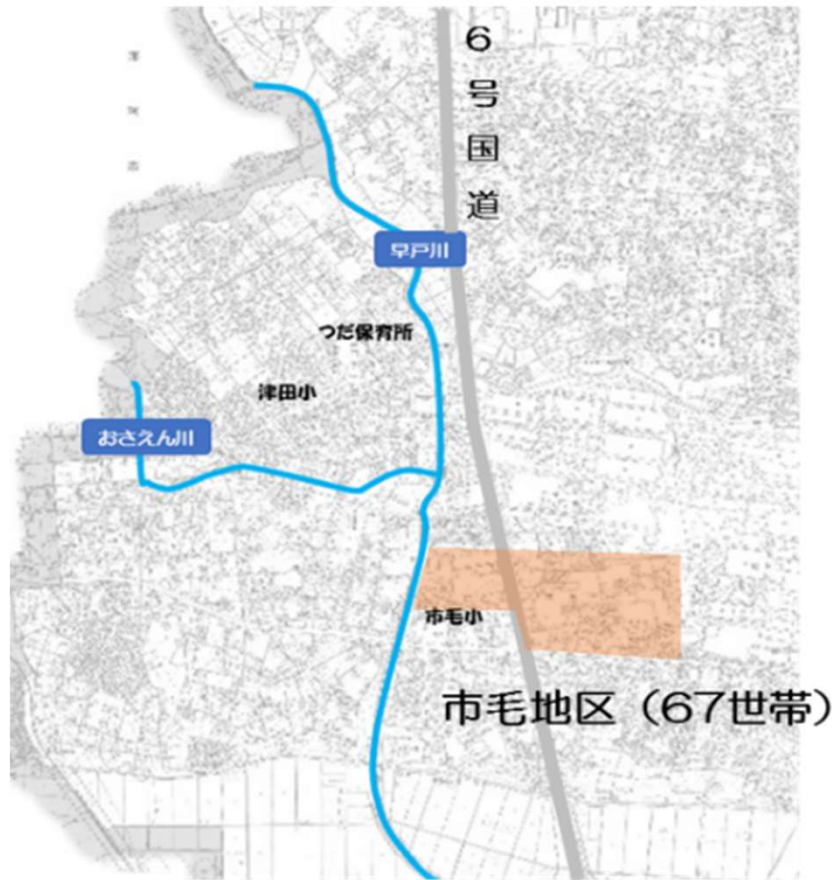 6号国道
早戸川
つだ保育所
津田小
おさえん川
市毛小
市毛地区（67世帯）